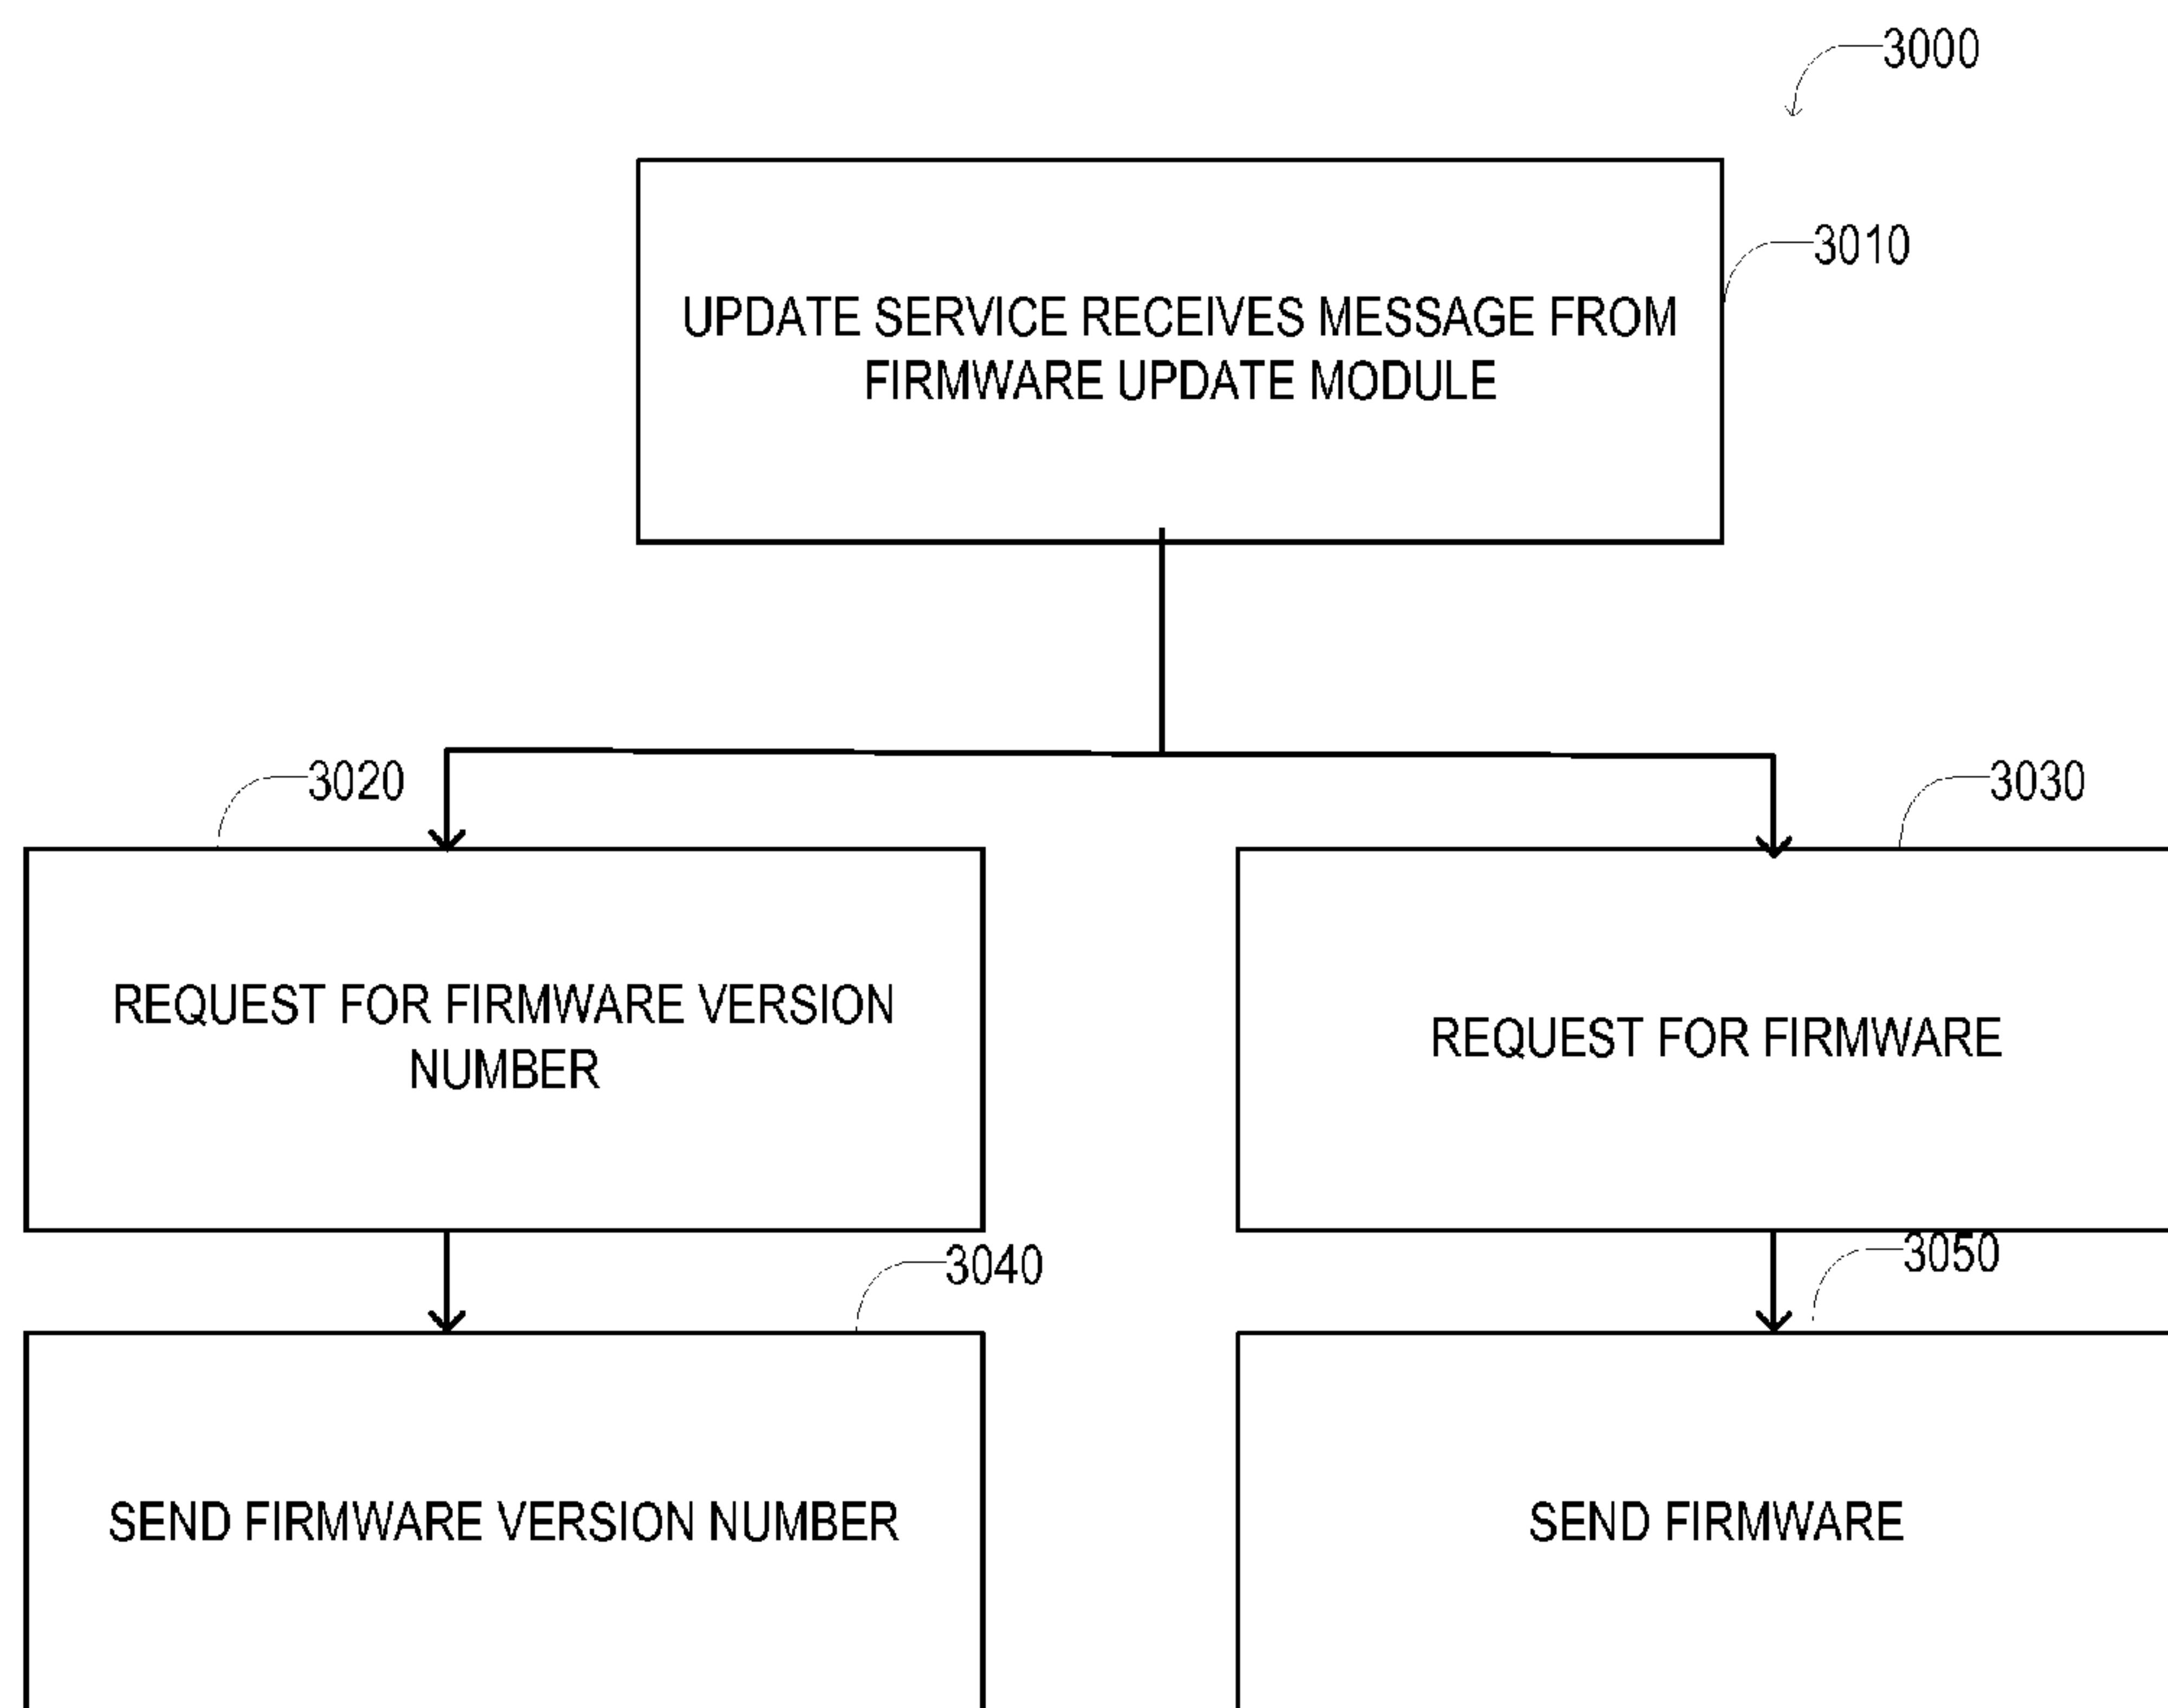 3000
3010
UPDATE SERVICE RECEIVES MESSAGE FROM
FIRMWARE UPDATE MODULE
3020
3030
REQUEST FOR FIRMWARE VERSION
NUMBER
REQUEST FOR FIRMWARE
3040
3050
SEND FIRMWARE VERSION NUMBER
SEND FIRMWARE